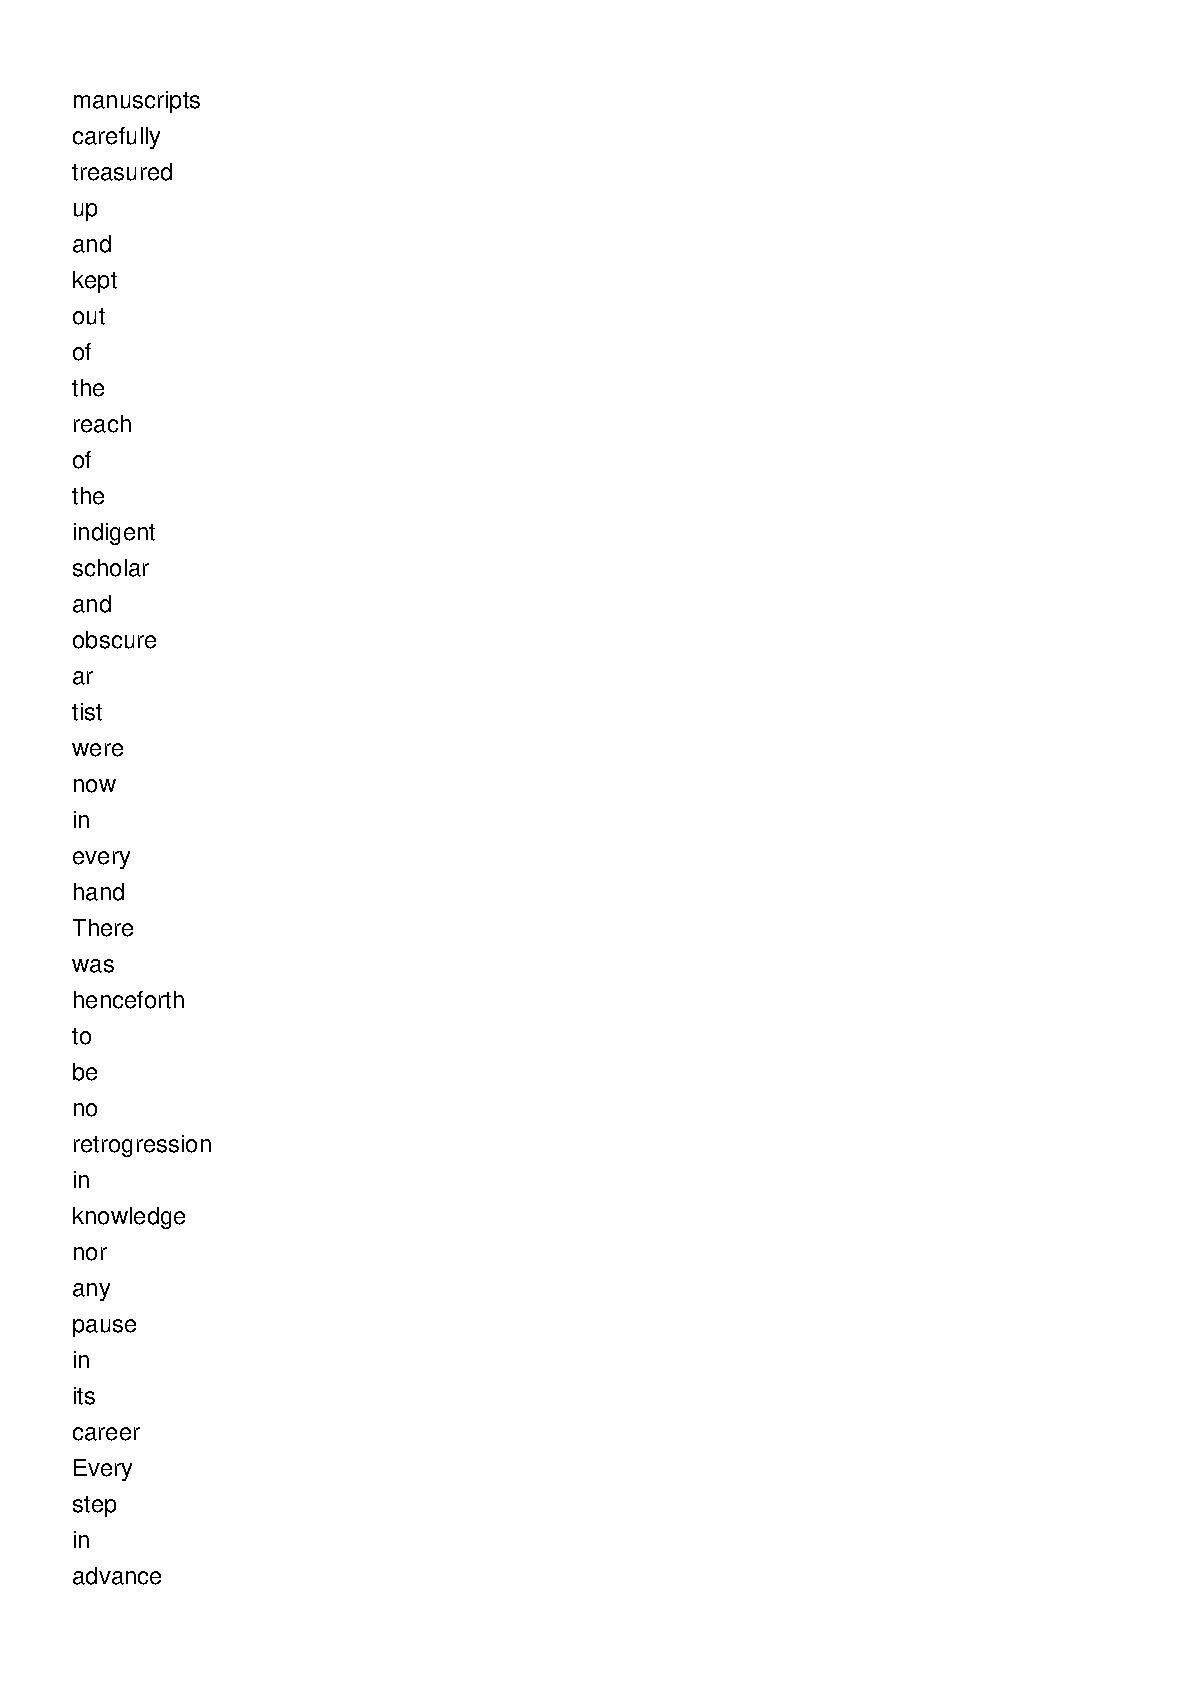 manuscripts
carefully
treasured
up
and
kept
out
of
the
reach
of
the
indigent
scholar
and
obscure
ar
tist
were
now
in
every
hand
There
was
henceforth
to
be
no
retrogression
in
knowledge
nor
any
pause
in
its
career
Every
step
in
advance